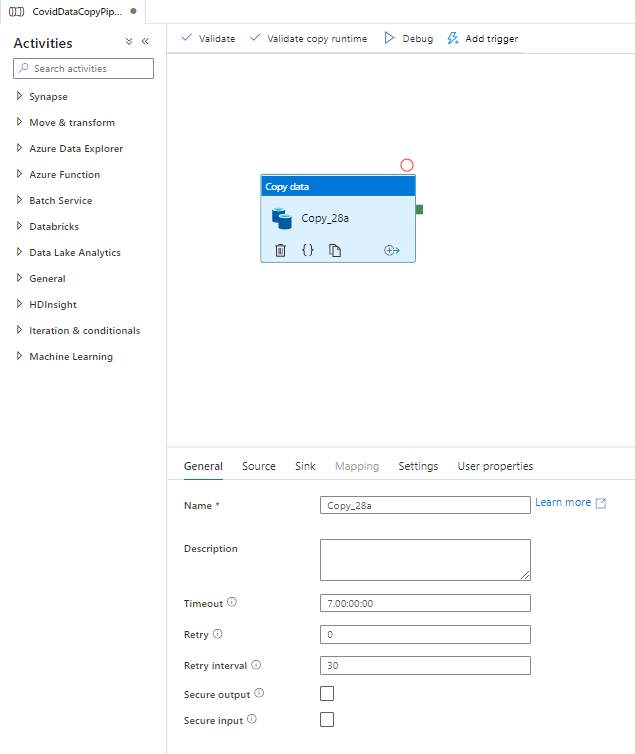 CovidDataCopyPip...
Activities
Validate
Validate copy runtime
Debug
Add trigger
Search activities
Synapse
Move & transform
Azure Data Explorer
Azure Function
Batch Service
Databricks
Data Lake Analytics
General
HDInsight
Iteration & conditionals
Machine Learning
Copy data
Copy_28a
General
Source
Sink
Mapping
Settings
User properties
Name *
Copy_28a
Learn more
Description
Timeout
7.00:00:00
Retry
0
Retry interval
30
Secure output
Secure input